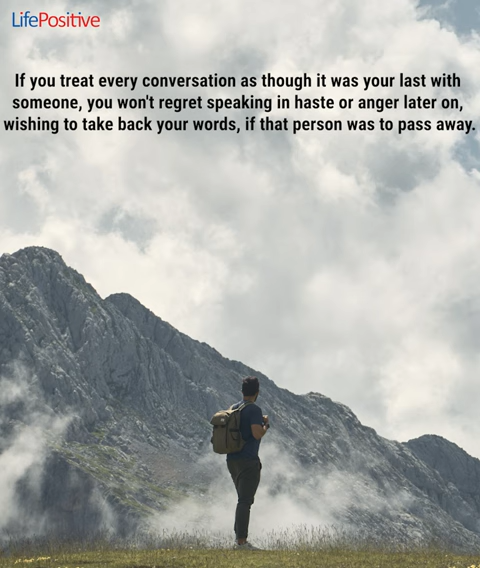 LifePositive
If you treat every conversation as though it was your last with
someone, you won't regret speaking in haste or anger later on,
wishing to take back your words, if that person was to pass away.